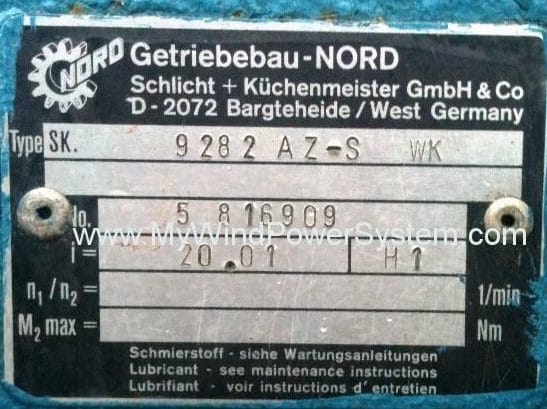 NORD Getriebebau-NORD
Schlicht + Küchenmeister GmbH & Co
D-2072 Bargteheide / West Germany
Type SK. 9282 AZ-S WK
No. 5 816909
www.MyWindPowerSystem.com
i = 20.01 H1
n₁ / n₂ = 1/min
M₂ max = Nm
Schmierstoff - siehe Wartungsanleitungen
Lubricant - see maintenance instructions
Lubrifiant - voir instructions d'entretien